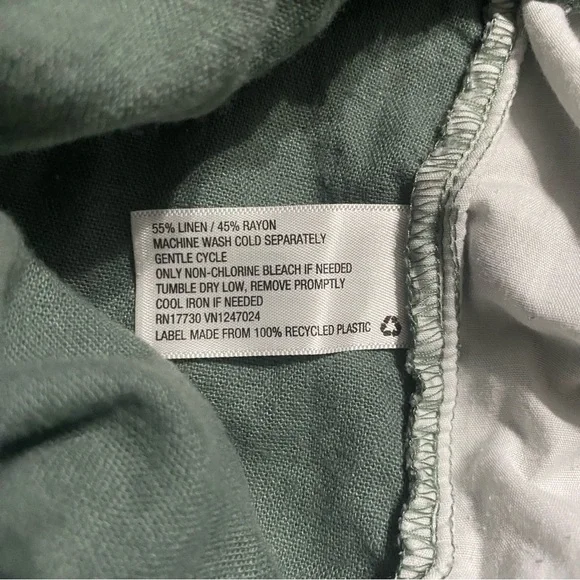 55% LINEN / 45% RAYON
MACHINE WASH COLD SEPARATELY
GENTLE CYCLE
ONLY NON-CHLORINE BLEACH IF NEEDED
TUMBLE DRY LOW, REMOVE PROMPTLY
COOL IRON IF NEEDED
RN17730 VN1247024
LABEL MADE FROM 100% RECYCLED PLASTIC